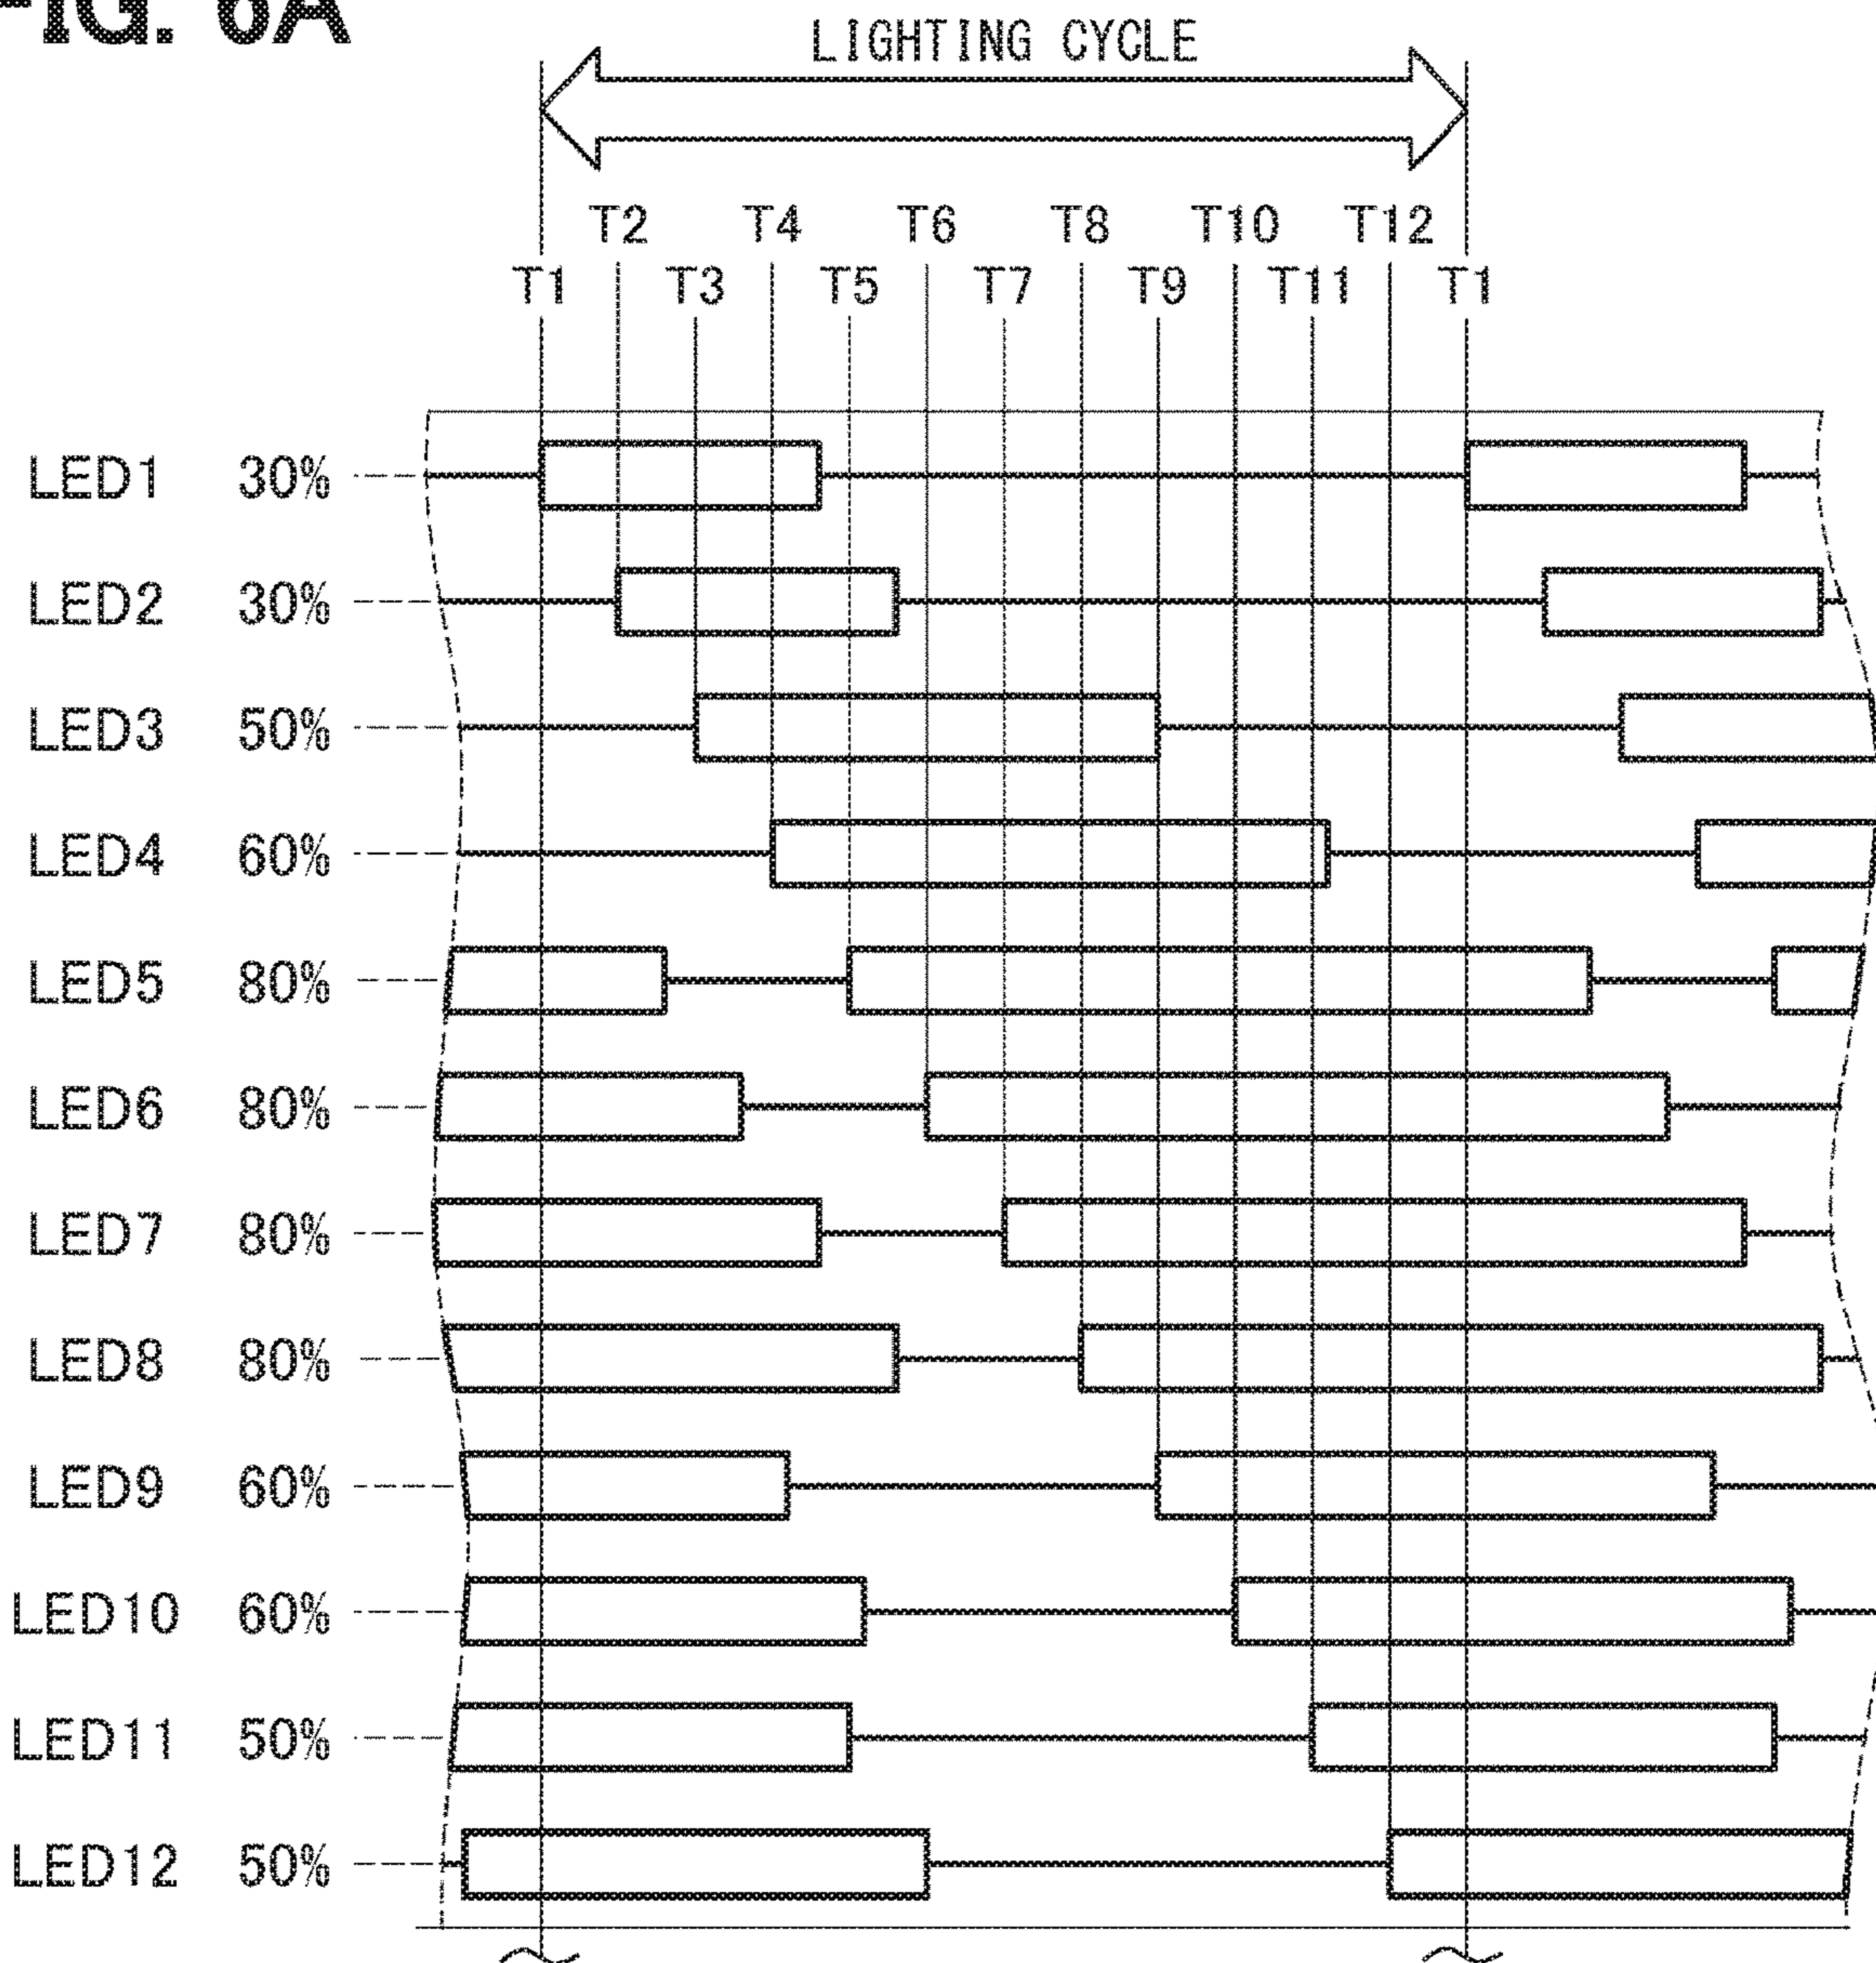 FIG. 6A
LIGHTING CYCLE
T2 T4 T6 T8 T10 T12
T1 T3 T5 T7 T9 T11 T1
LED1 30%
LED2 30%
LED3 50%
LED4 60%
LED5 80%
LED6 80%
LED7 80%
LED8 80%
LED9 60%
LED10 60%
LED11 50%
LED12 50%